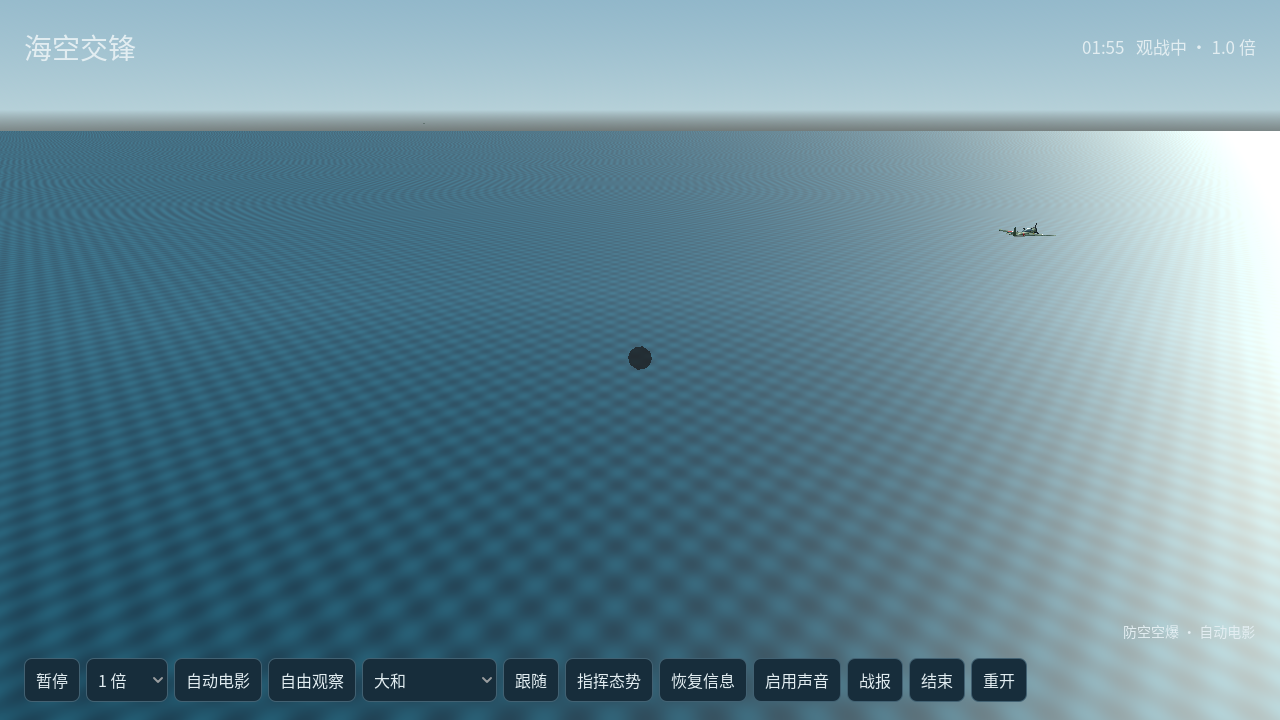 海空交锋
01:55 观战中 · 1.0 倍
防空空爆 · 自动电影
暂停 1 倍 自动电影 自由观察 大和 跟随 指挥态势 恢复信息 启用声音 战报 结束 重开